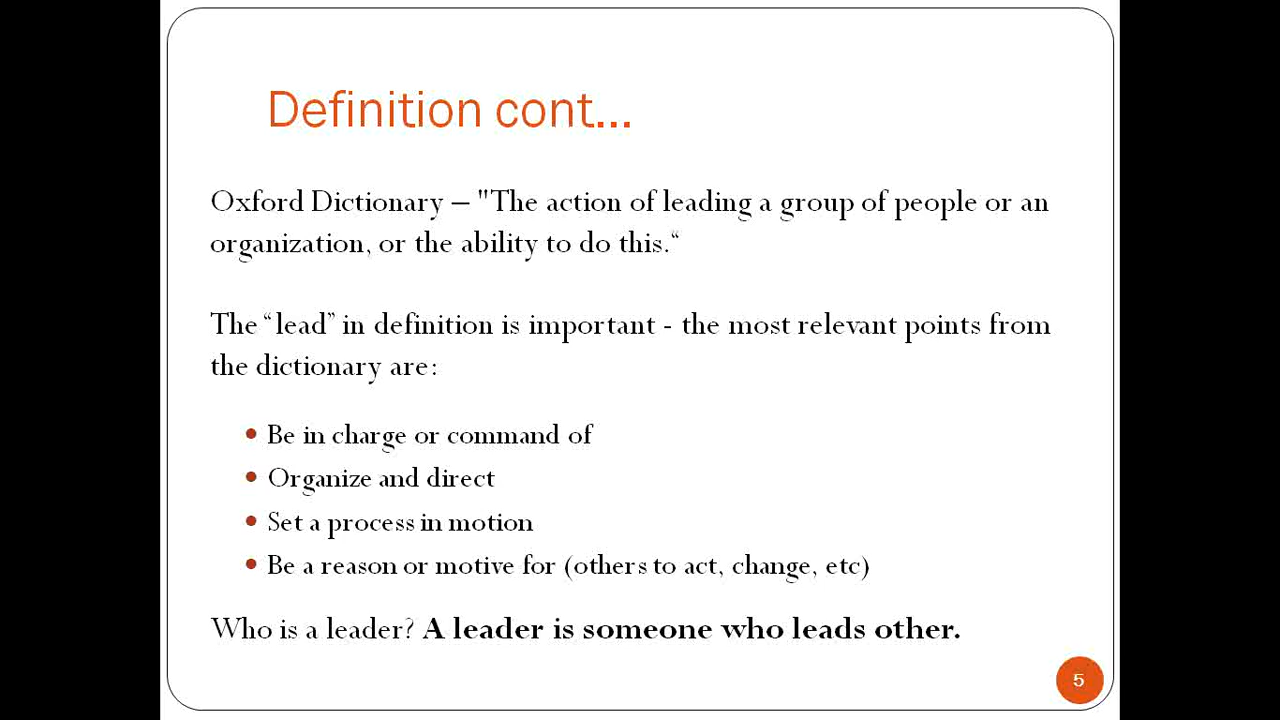 Definition cont...
Oxford Dictionary – "The action of leading a group of people or an
organization, or the ability to do this.“
The “lead” in definition is important - the most relevant points from
the dictionary are:
• Be in charge or command of
• Organize and direct
• Set a process in motion
• Be a reason or motive for (others to act, change, etc)
Who is a leader? A leader is someone who leads other.
5